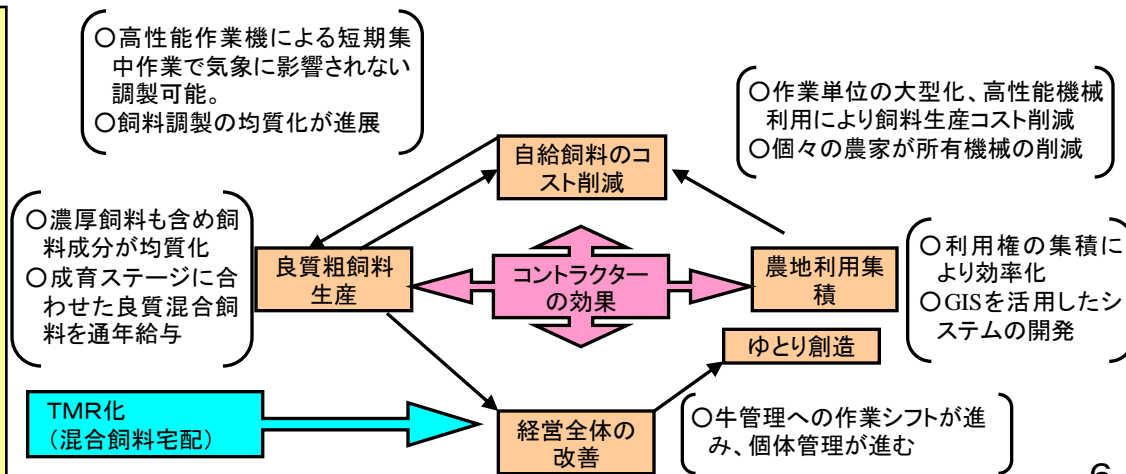 ○高性能作業機による短期集
中作業で気象に影響されない
調製可能。
○飼料調製の均質化が進展
○作業単位の大型化、高性能機械
利用により飼料生産コスト削減
○個々の農家が所有機械の削減
自給飼料のコ
スト削減
○濃厚飼料も含め飼
料成分が均質化
○成育ステージに合
わせた良質混合飼
料を通年給与
良質粗飼料
生産
コントラクター
の効果
農地利用集
積
○利用権の集積に
より効率化
○GISを活用したシ
ステムの開発
ゆとり創造
TMR化
（混合飼料宅配）
経営全体の
改善
○牛管理への作業シフトが進
み、個体管理が進む